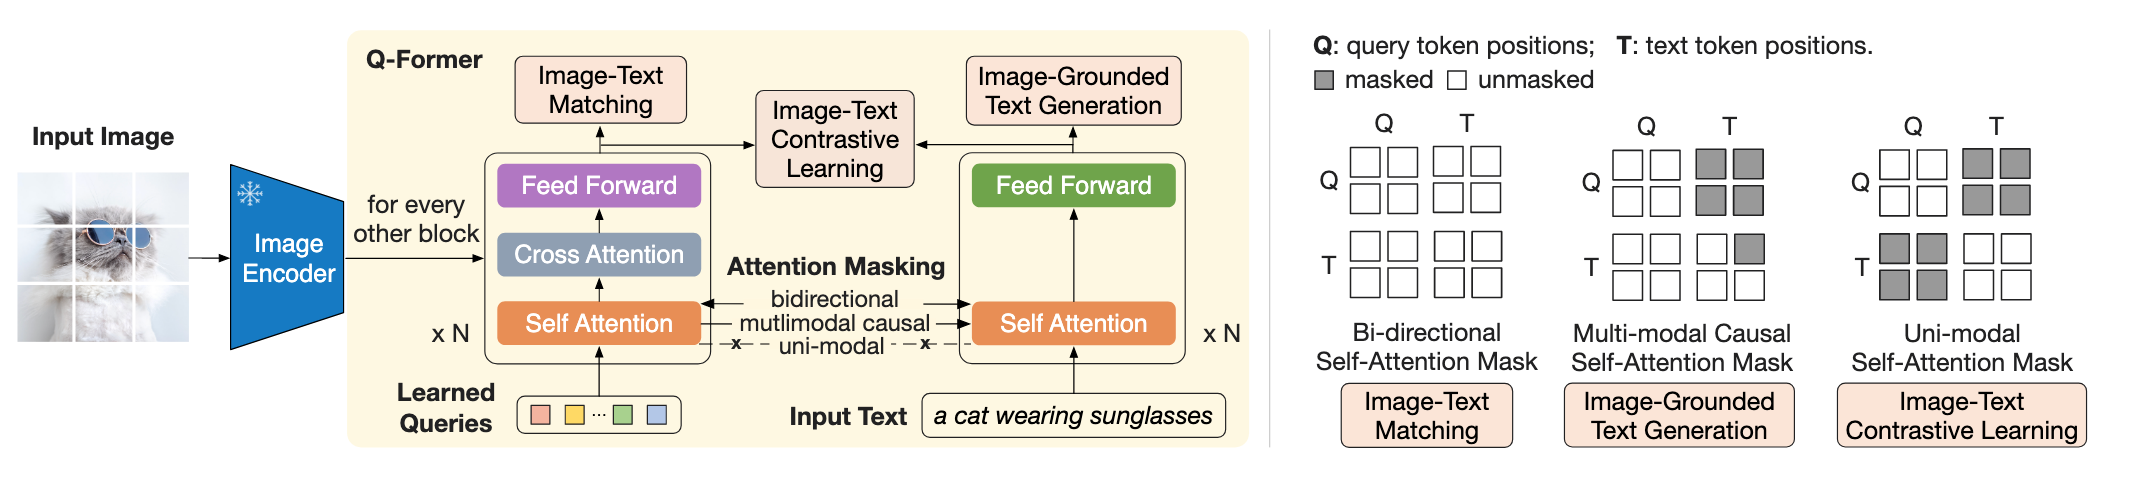 Q-Former
Input Image
Image
Encoder
for every
other block
Image-Text
Matching
Image-Text
Contrastive
Learning
Image-Grounded
Text Generation
Feed Forward
Cross Attention
Self Attention
x N
Feed Forward
Self Attention
x N
Attention Masking
bidirectional
mutlimodal causal
x uni-modal x
Learned
Queries
...
Input Text
a cat wearing sunglasses
Q: query token positions; T: text token positions.
masked unmasked
Q T
Q
T
Bi-directional
Self-Attention Mask
Image-Text
Matching
Q T
Q
T
Multi-modal Causal
Self-Attention Mask
Image-Grounded
Text Generation
Q T
Q
T
Uni-modal
Self-Attention Mask
Image-Text
Contrastive Learning